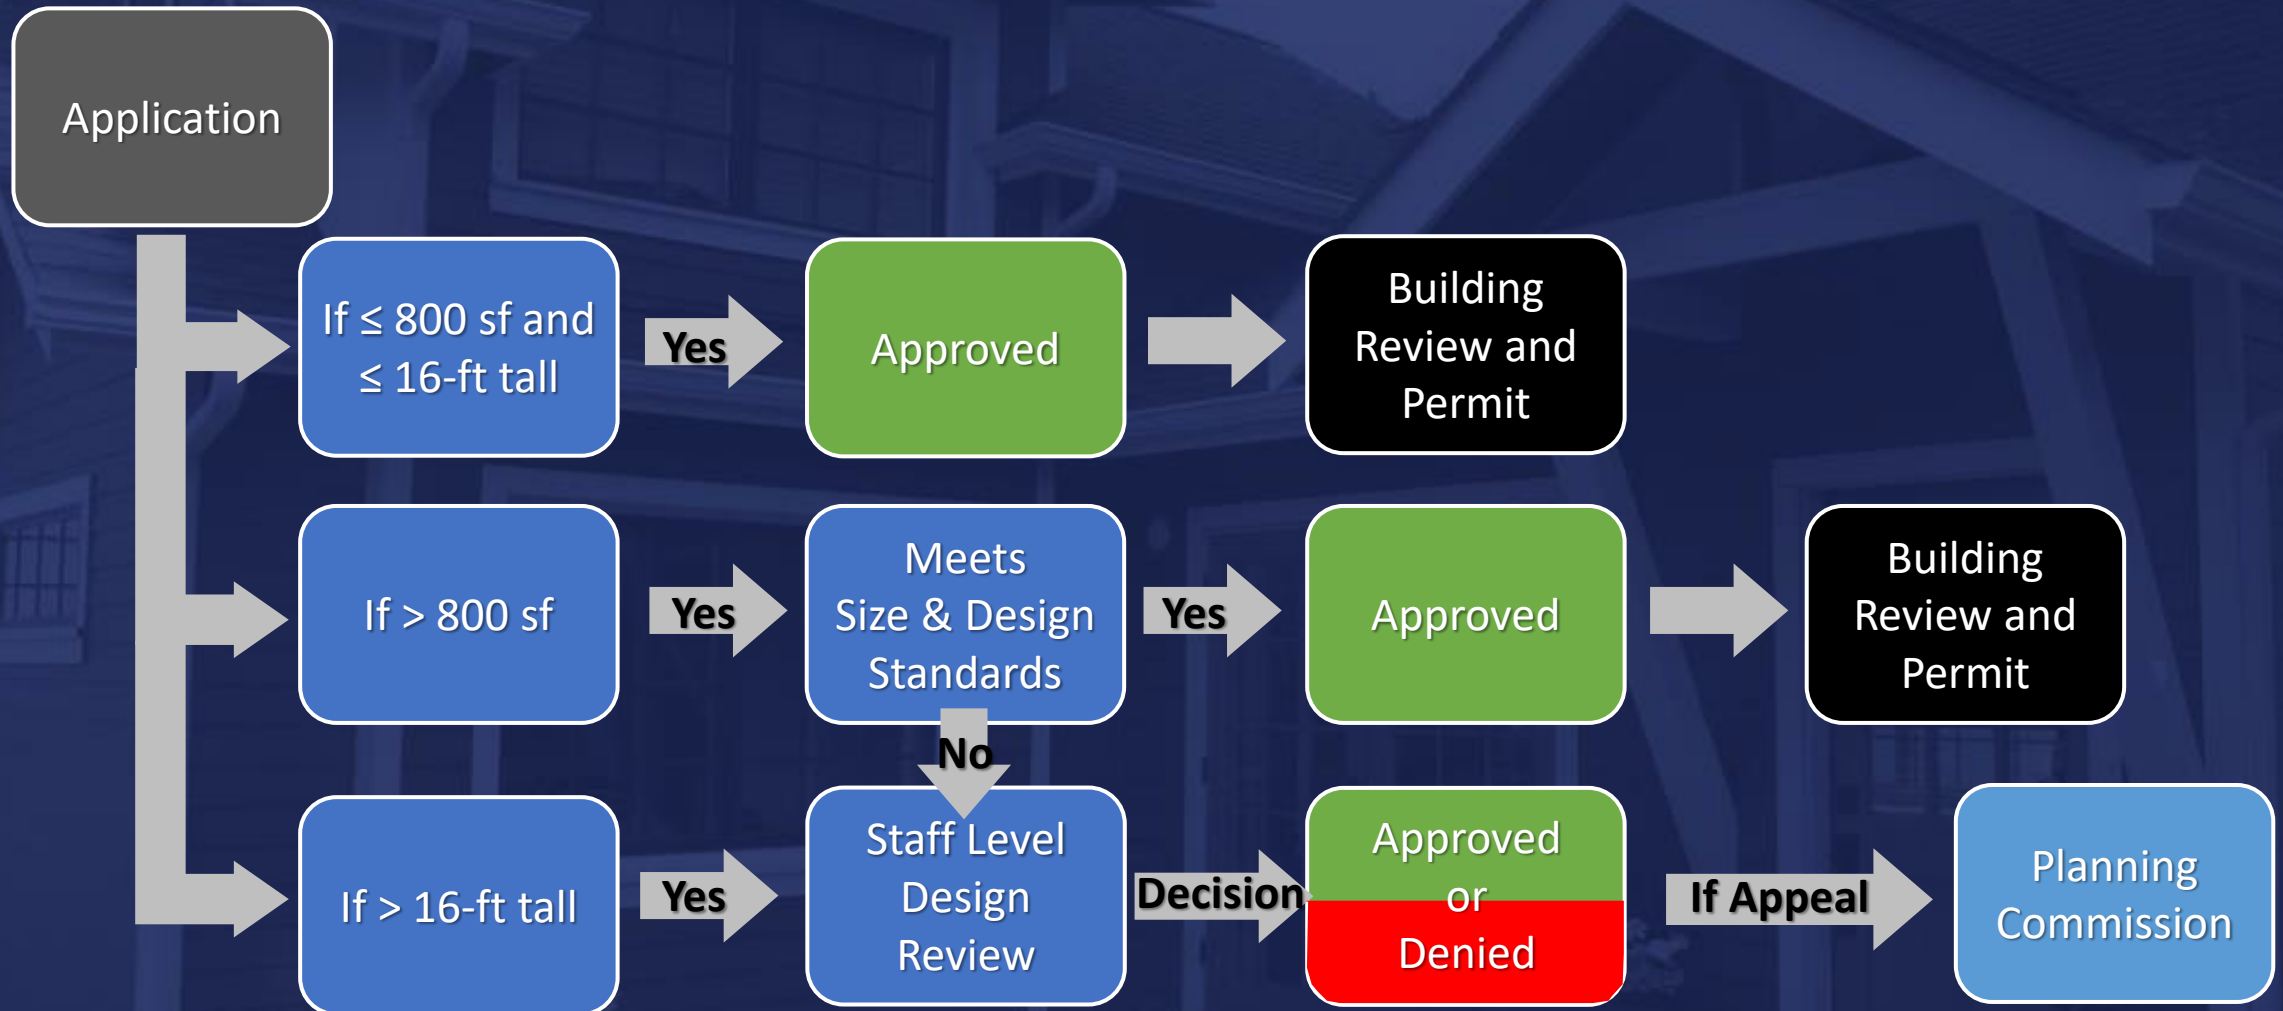 Application
If ≤ 800 sf and
≤ 16-ft tall
Yes
Approved
Building
Review and
Permit
If > 800 sf
Yes
Meets
Size & Design
Standards
Yes
Approved
Building
Review and
Permit
No
If > 16-ft tall
Yes
Staff Level
Design
Review
Decision
Approved
or
Denied
If Appeal
Planning
Commission